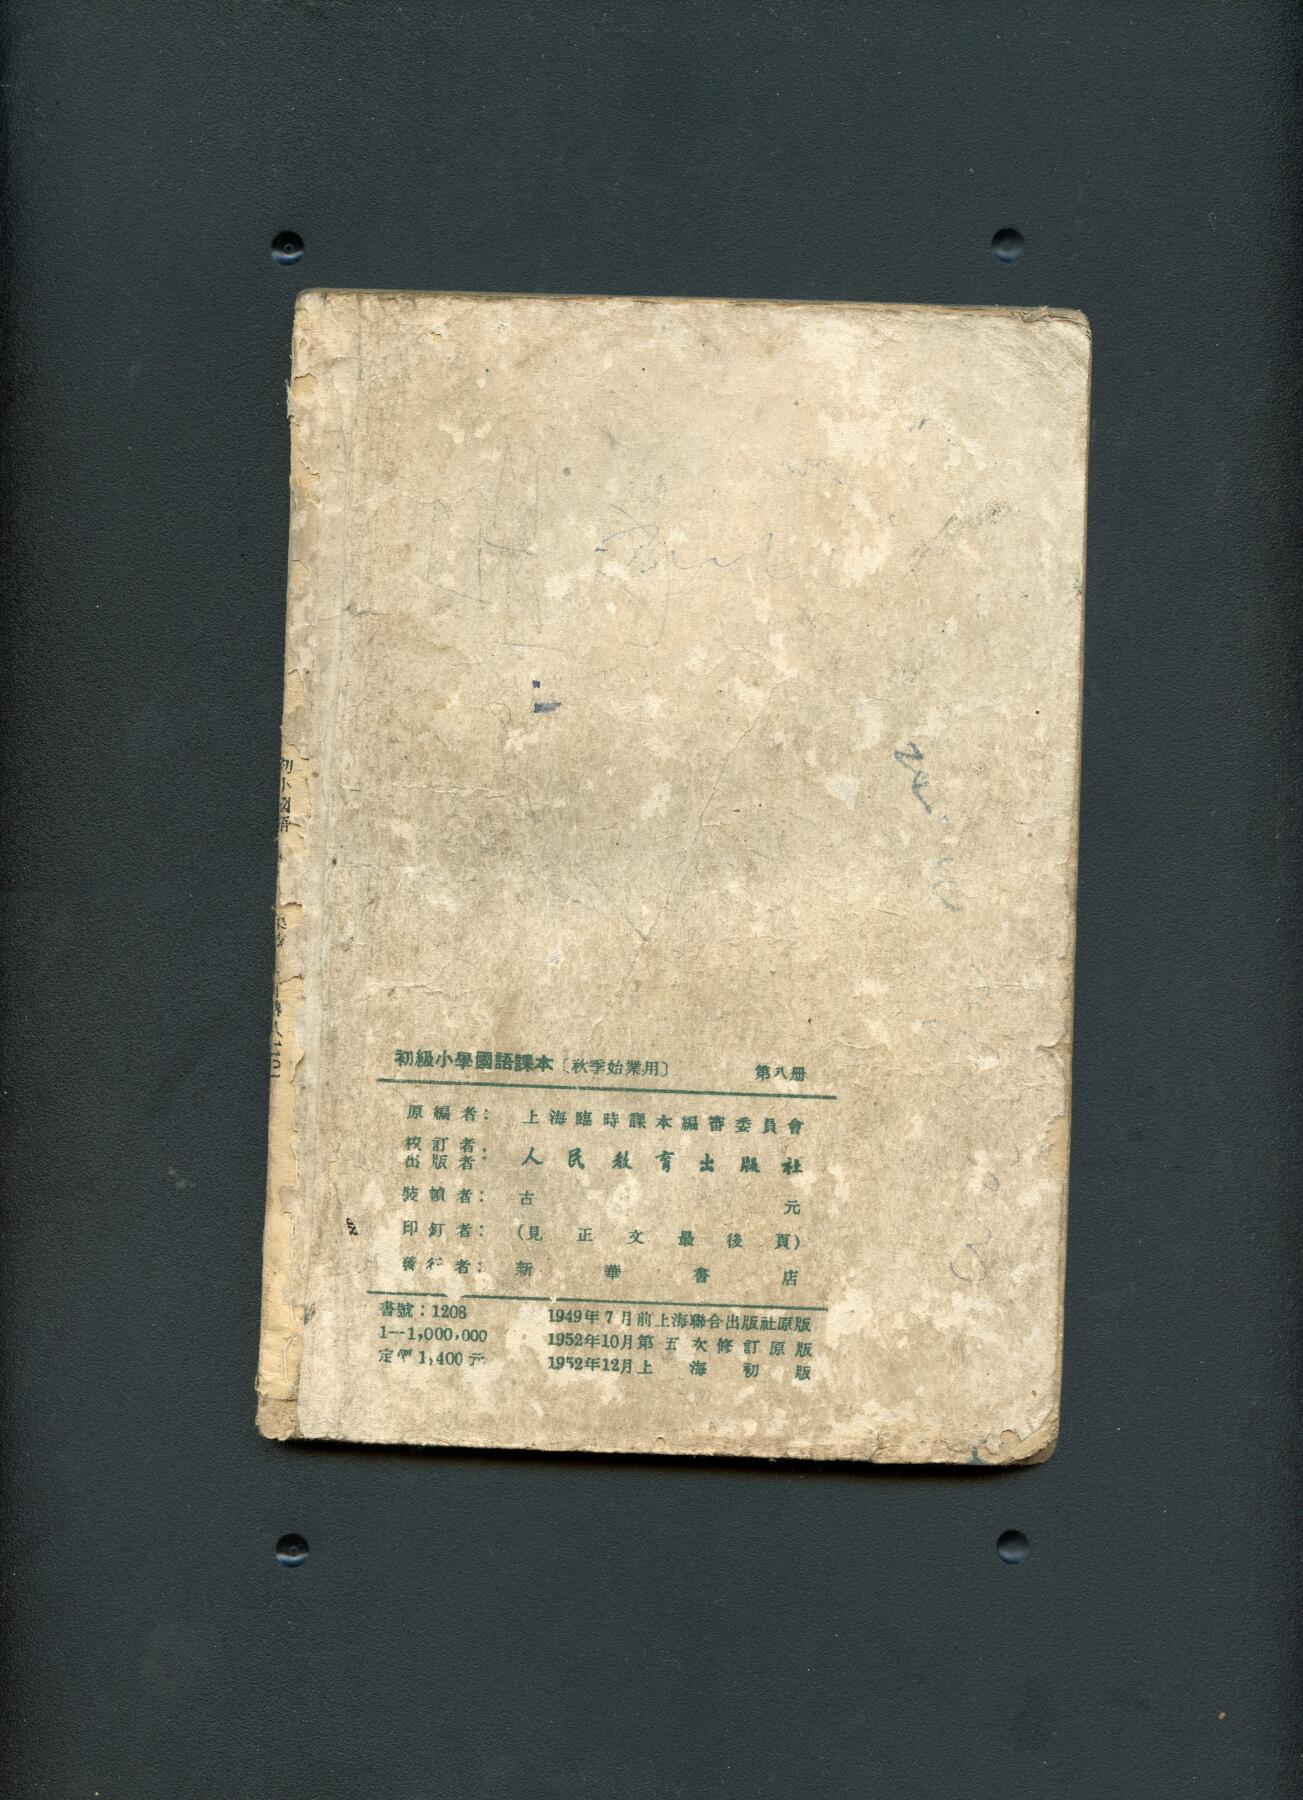 初級小學國語課本〔秋季始業用〕 第八册
原編者： 上海臨時課本編審委員會
校訂者
出版者： 人民教育出版社
裝幀者： 古元
印釘者： (見正文最後頁)
發行者： 新華書店
書號：1208 1949年7月前上海聯合出版社原版
1—1,000,000 1952年10月第五次修訂原版
定價1,400元 1952年12月上海初版
初小國語